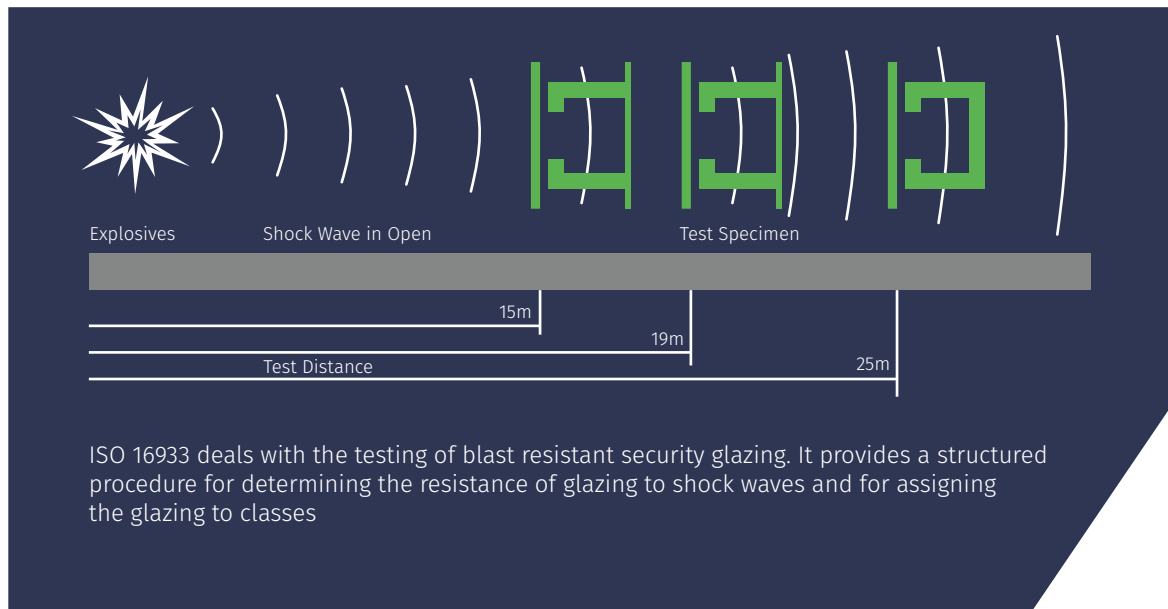 Explosives
Shock Wave in Open
Test Specimen
15m
19m
Test Distance
25m
ISO 16933 deals with the testing of blast resistant security glazing. It provides a structured
procedure for determining the resistance of glazing to shock waves and for assigning
the glazing to classes